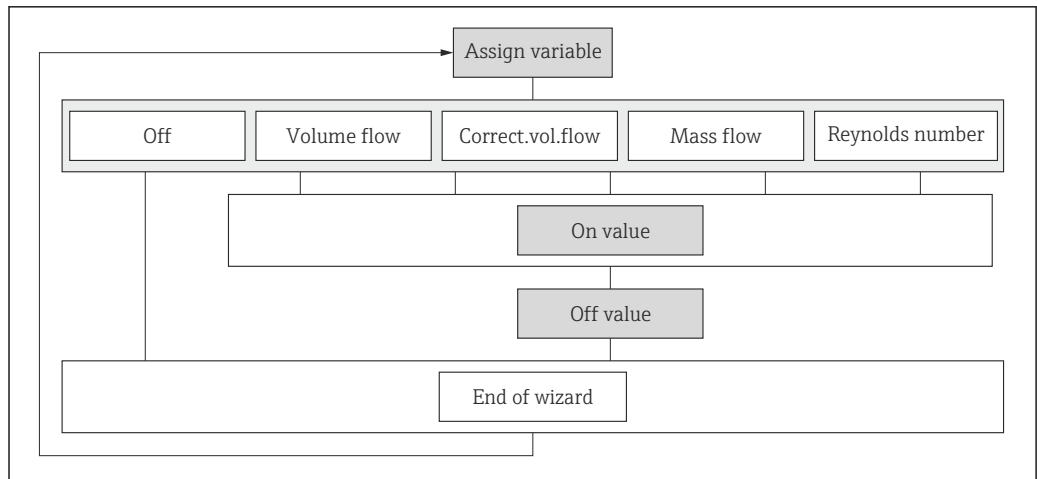 Assign variable
Off
Volume flow
Correct.vol.flow
Mass flow
Reynolds number
On value
Off value
End of wizard